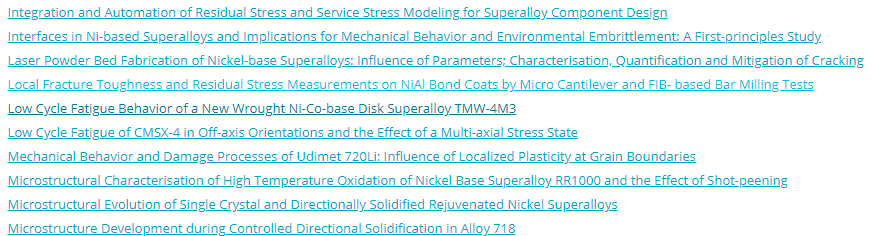 Integration and Automation of Residual Stress and Service Stress Modeling for Superalloy Component Design
Interfaces in Ni-based Superalloys and Implications for Mechanical Behavior and Environmental Embrittlement: A First-principles Study
Laser Powder Bed Fabrication of Nickel-base Superalloys: Influence of Parameters; Characterisation, Quantification and Mitigation of Cracking
Local Fracture Toughness and Residual Stress Measurements on NiAl Bond Coats by Micro Cantilever and FIB- based Bar Milling Tests
Low Cycle Fatigue Behavior of a New Wrought Ni-Co-base Disk Superalloy TMW-4M3
Low Cycle Fatigue of CMSX-4 in Off-axis Orientations and the Effect of a Multi-axial Stress State
Mechanical Behavior and Damage Processes of Udimet 720Li: Influence of Localized Plasticity at Grain Boundaries
Microstructural Characterisation of High Temperature Oxidation of Nickel Base Superalloy RR1000 and the Effect of Shot-peening
Microstructural Evolution of Single Crystal and Directionally Solidified Rejuvenated Nickel Superalloys
Microstructure Development during Controlled Directional Solidification in Alloy 718